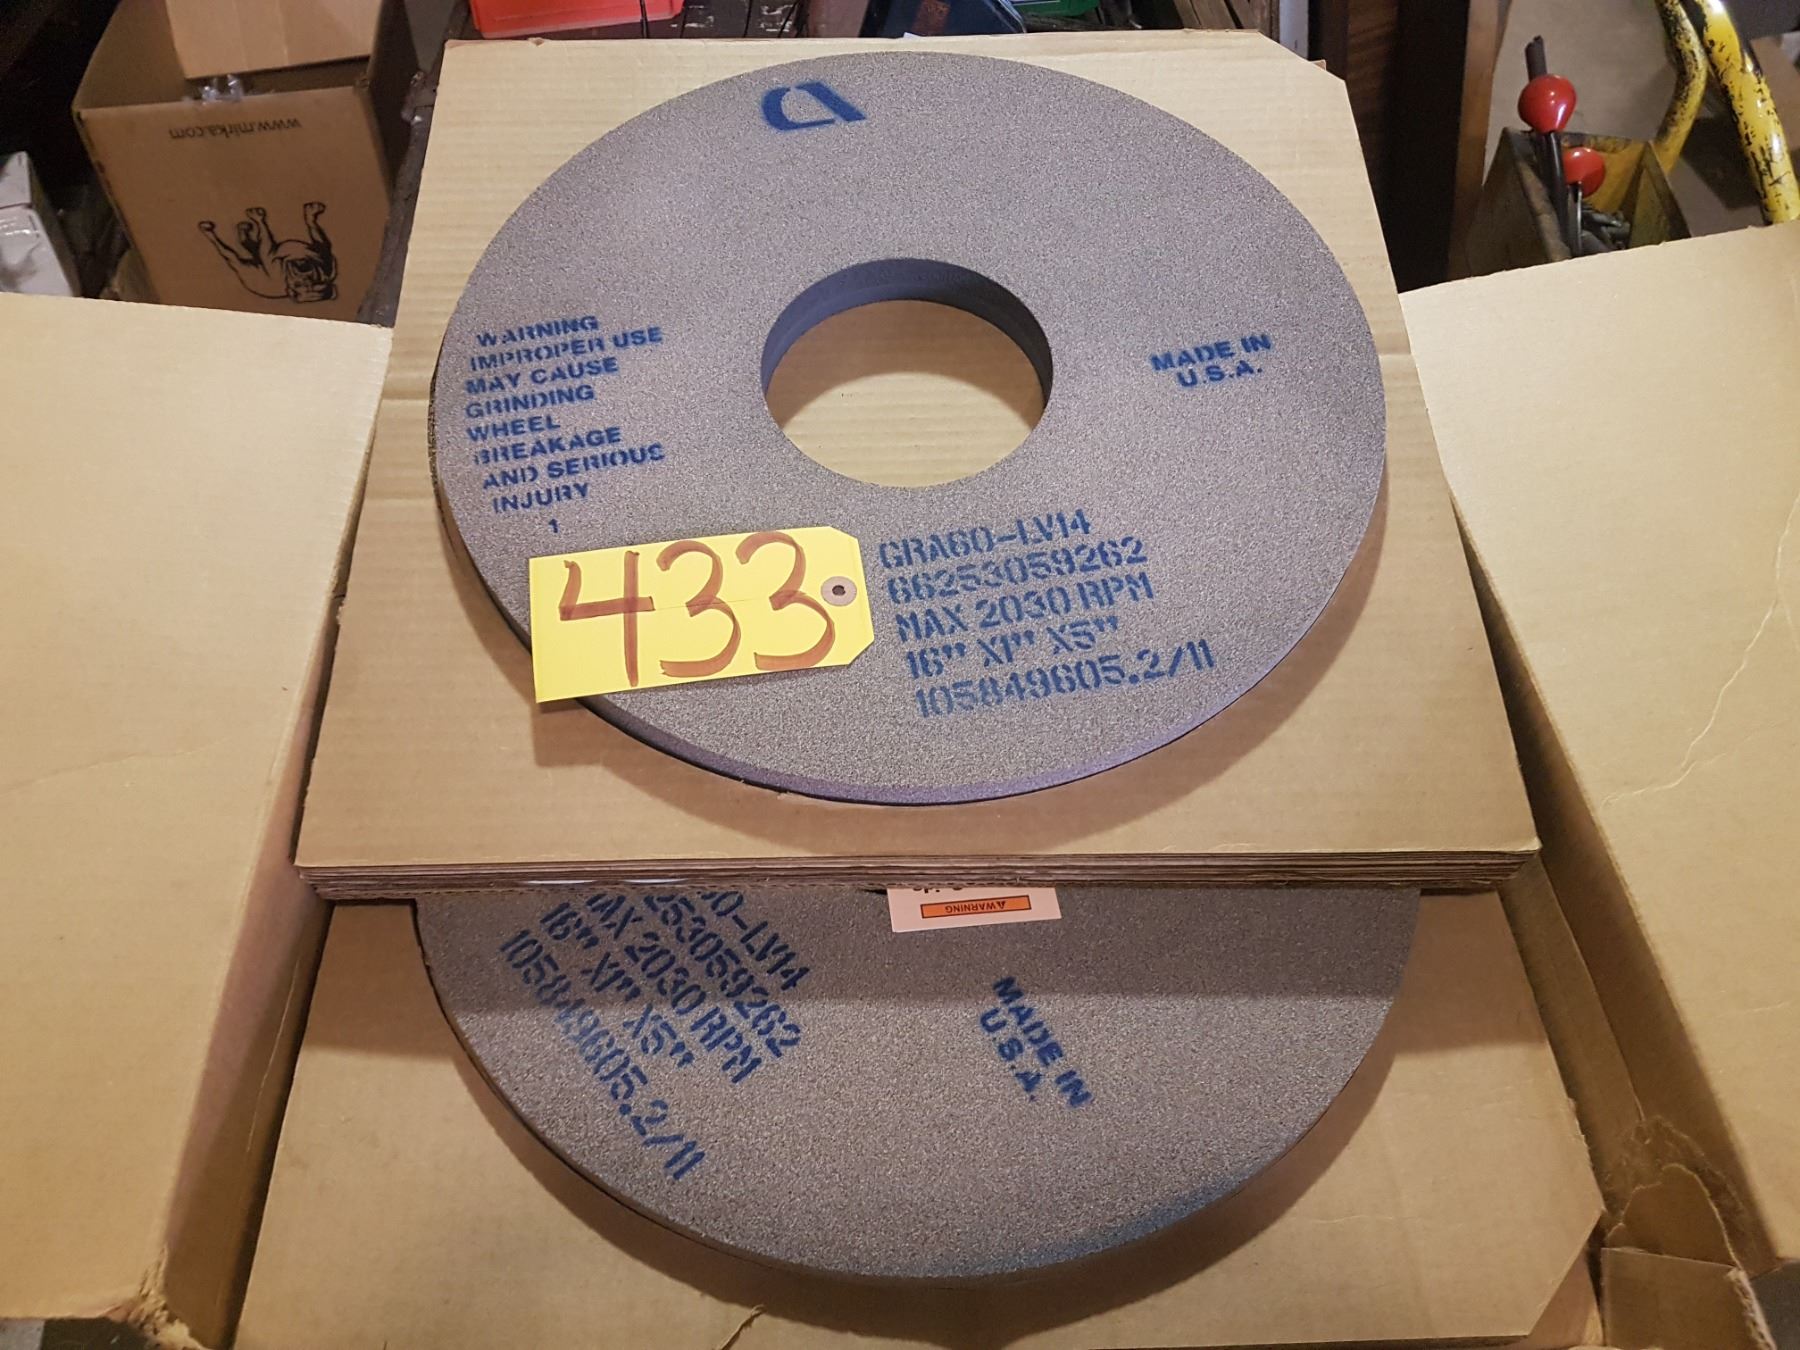 www.mirka.com
WARNING
IMPROPER USE
MAY CAUSE
GRINDING
WHEEL
BREAKAGE
AND SERIOUS
INJURY
1
MADE IN
U.S.A.
433
GRA60-LV14
66253059262
MAX 2030 RPM
16" X1" X5"
105849605.2/11
WARNING
60-LV14
253059262
MAX 2030 RPM
16" X1" X5"
105849605.2/11
MADE IN
U.S.A.